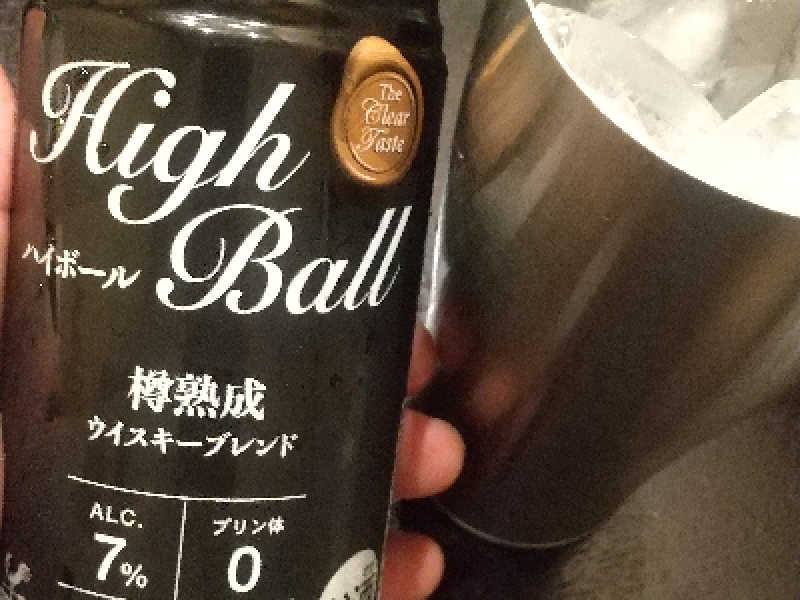 High
Ball
The
Clear
Taste
ハイボール
樽熟成
ウイスキーブレンド
ALC.
7%
プリン体
0